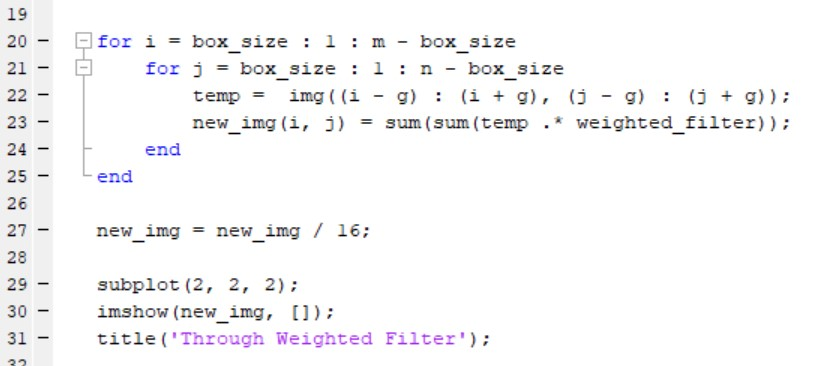 19
20 - for i = box_size : 1 : m - box_size
21 - for j = box_size : 1 : n - box_size
22 - temp =  img((i - g) : (i + g), (j - g) : (j + g));
23 - new_img(i, j) = sum(sum(temp .* weighted_filter));
24 - end
25 - end
26
27 - new_img = new_img / 16;
28
29 - subplot(2, 2, 2);
30 - imshow(new_img, []);
31 - title('Through Weighted Filter');
32